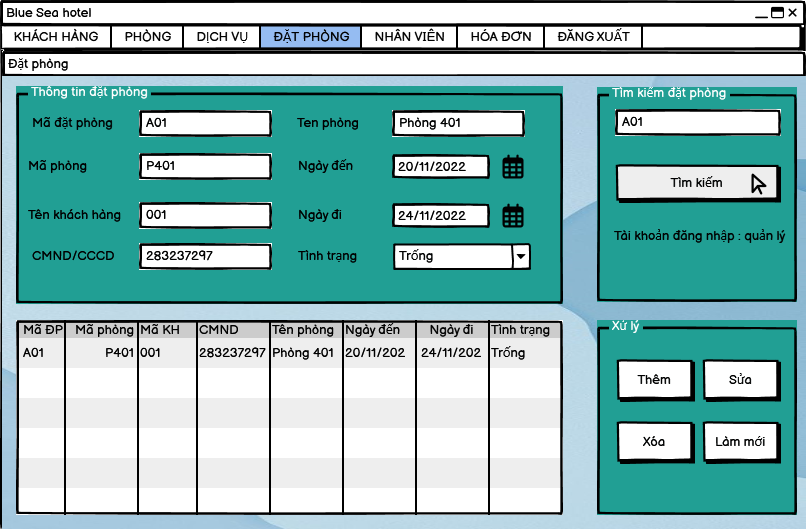 Blue Sea hotel
KHÁCH HÀNG PHÒNG DỊCH VỤ ĐẶT PHÒNG NHÂN VIÊN HÓA ĐƠN ĐĂNG XUẤT
Đặt phòng
Thông tin đặt phòng
Mã đặt phòng A01 Ten phòng Phòng 401
Mã phòng P401 Ngày đến 20/11/2022
Tên khách hàng 001 Ngày đi 24/11/2022
CMND/CCCD 283237297 Tình trạng Trống
Tìm kiếm đặt phòng
A01
Tìm kiếm
Tài khoản đăng nhập : quản lý
Mã ĐP Mã phòng Mã KH CMND Tên phòng Ngày đến Ngày đi Tình trạng
A01 P401 001 283237297 Phòng 401 20/11/202 24/11/202 Trống
Xử lý
Thêm Sửa
Xóa Làm mới